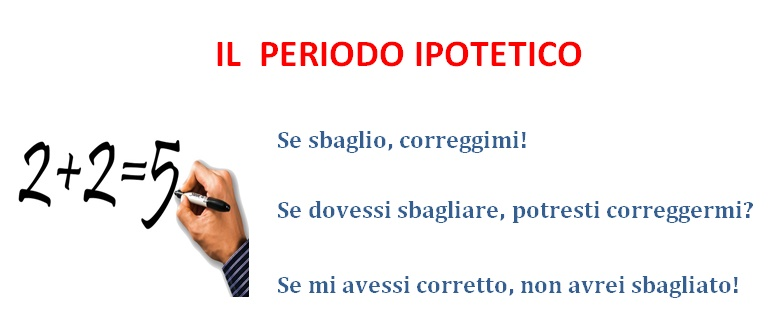 IL PERIODO IPOTETICO
2+2=5
Se sbaglio, correggimi!
Se dovessi sbagliare, potresti correggermi?
Se mi avessi corretto, non avrei sbagliato!